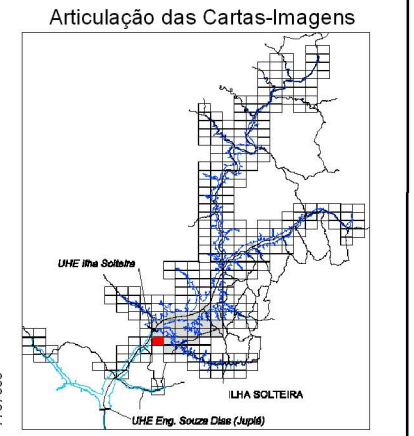 Articulação das Cartas-Imagens
UHE Ilha Solteira
ILHA SOLTEIRA
UHE Eng. Souza Dias (Jupiá)